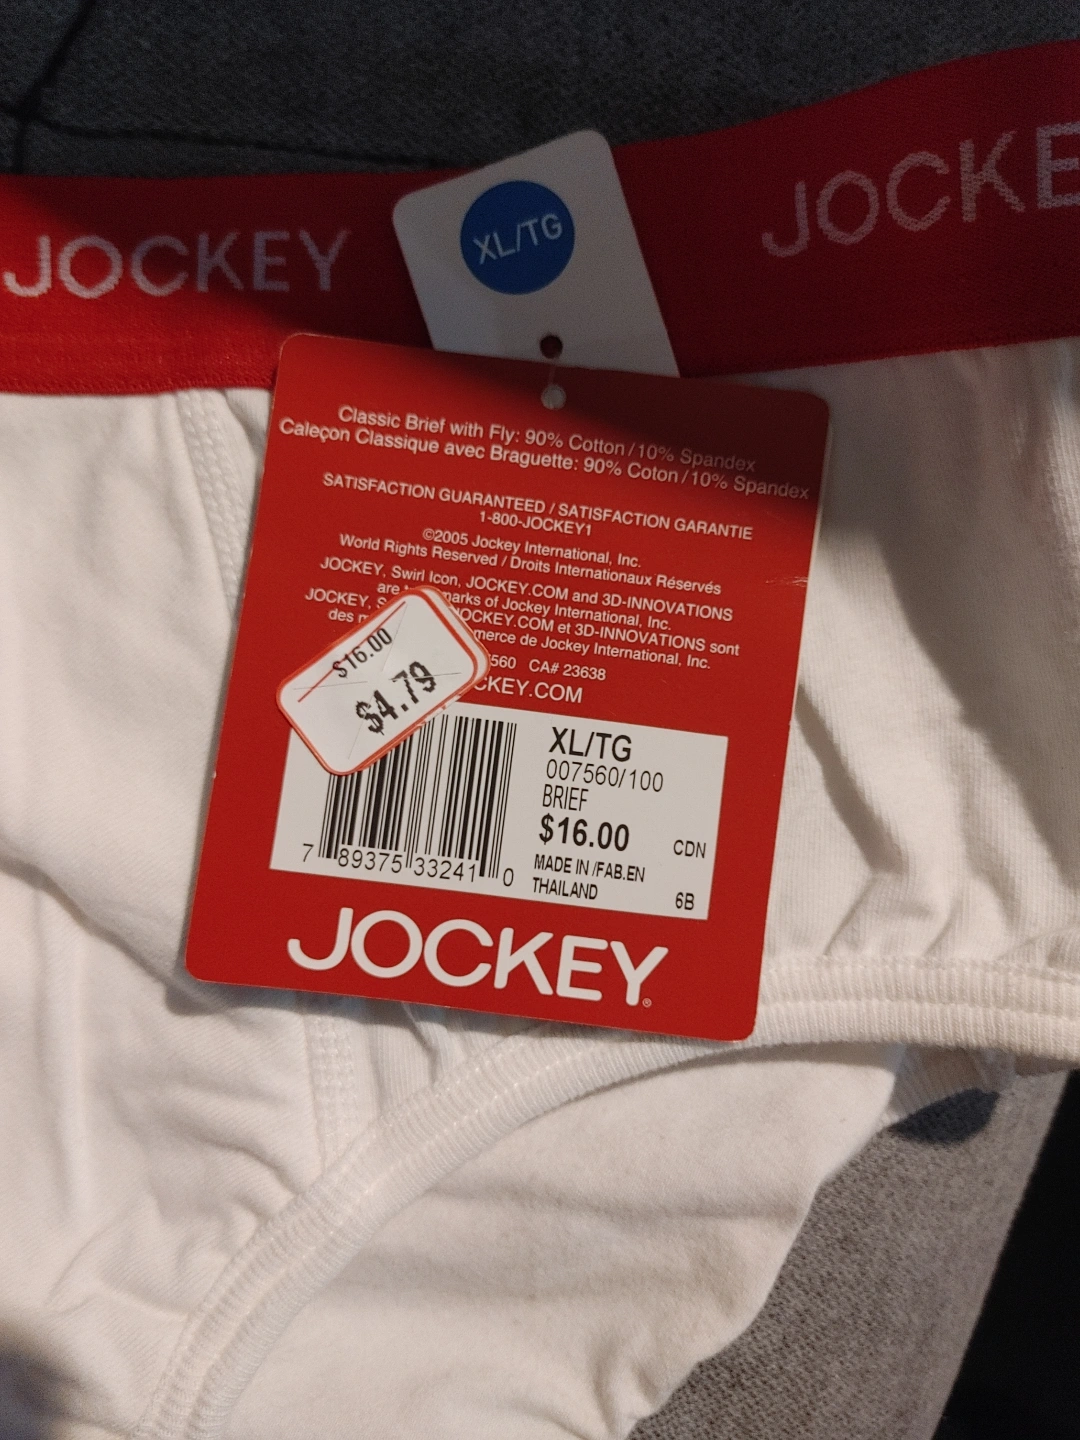 JOCKEY
JOCKE
XL/TG
Classic Brief with Fly: 90% Cotton / 10% Spandex
Caleçon Classique avec Braguette: 90% Coton / 10% Spandex
SATISFACTION GUARANTEED / SATISFACTION GARANTIE
1-800-JOCKEY1
©2005 Jockey International, Inc.
World Rights Reserved / Droits Internationaux Réservés
JOCKEY, Swirl Icon, JOCKEY.COM and 3D-INNOVATIONS
are marks of Jockey International, Inc.
JOCKEY, JOCKEY.COM et 3D-INNOVATIONS sont
des merce de Jockey International, Inc.
560 CA# 23638
CKEY.COM
$16.00
$4.79
XL/TG
007560/100
BRIEF
$16.00 CDN
MADE IN /FAB.EN
THAILAND 6B
7 89375 33241 0
JOCKEY®